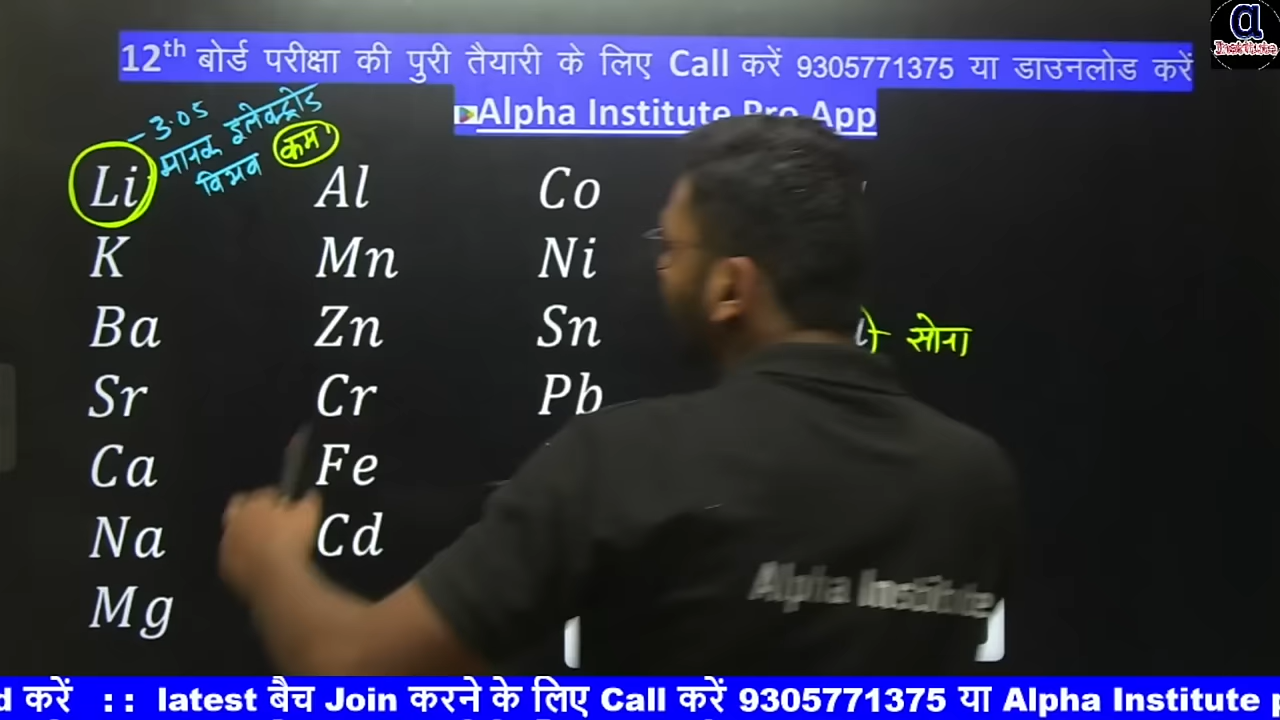 α
Institute
12th बोर्ड परीक्षा की पुरी तैयारी के लिए Call करें 9305771375 या डाउनलोड करें
Alpha Institute Pro App
-3.05
मानक इलेक्ट्रोड
विभव कम
Li Al Co
K Mn Ni
Ba Zn Sn
सोना
Sr Cr Pb
Ca Fe
Na Cd
Mg
Alpha Institute
d करें :: latest बैच Join करने के लिए Call करें 9305771375 या Alpha Institute p